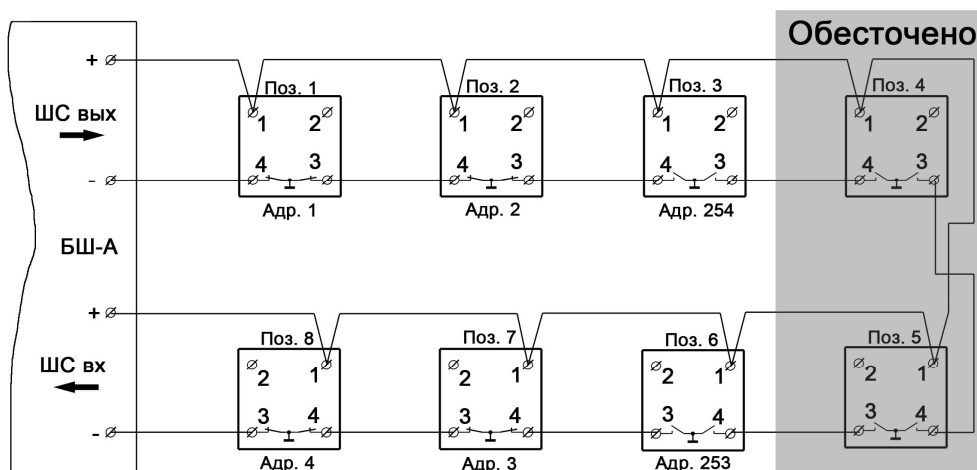 Обесточено
+
Поз. 1 Поз. 2 Поз. 3 Поз. 4
ШС вых
1 2 1 2 1 2 1 2
4 3 4 3 4 3 4 3
-
Адр. 1 Адр. 2 Адр. 254
БШ-А
+
Поз. 8 Поз. 7 Поз. 6 Поз. 5
ШС вх
2 1 2 1 2 1 2 1
3 4 3 4 3 4 3 4
-
Адр. 4 Адр. 3 Адр. 253